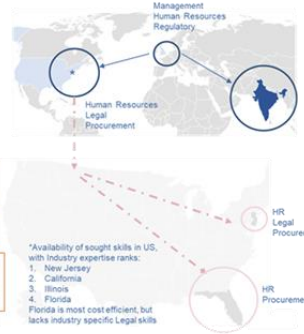 Management
Human Resources
Regulatory
Human Resources
Legal
Procurement
HR
Legal
Procure
*Availability of sought skills in US,
with Industry expertise ranks:
1. New Jersey
2. California
3. Illinois
4. Florida
Florida is most cost efficient, but
lacks industry specific Legal skills
HR
Procureme